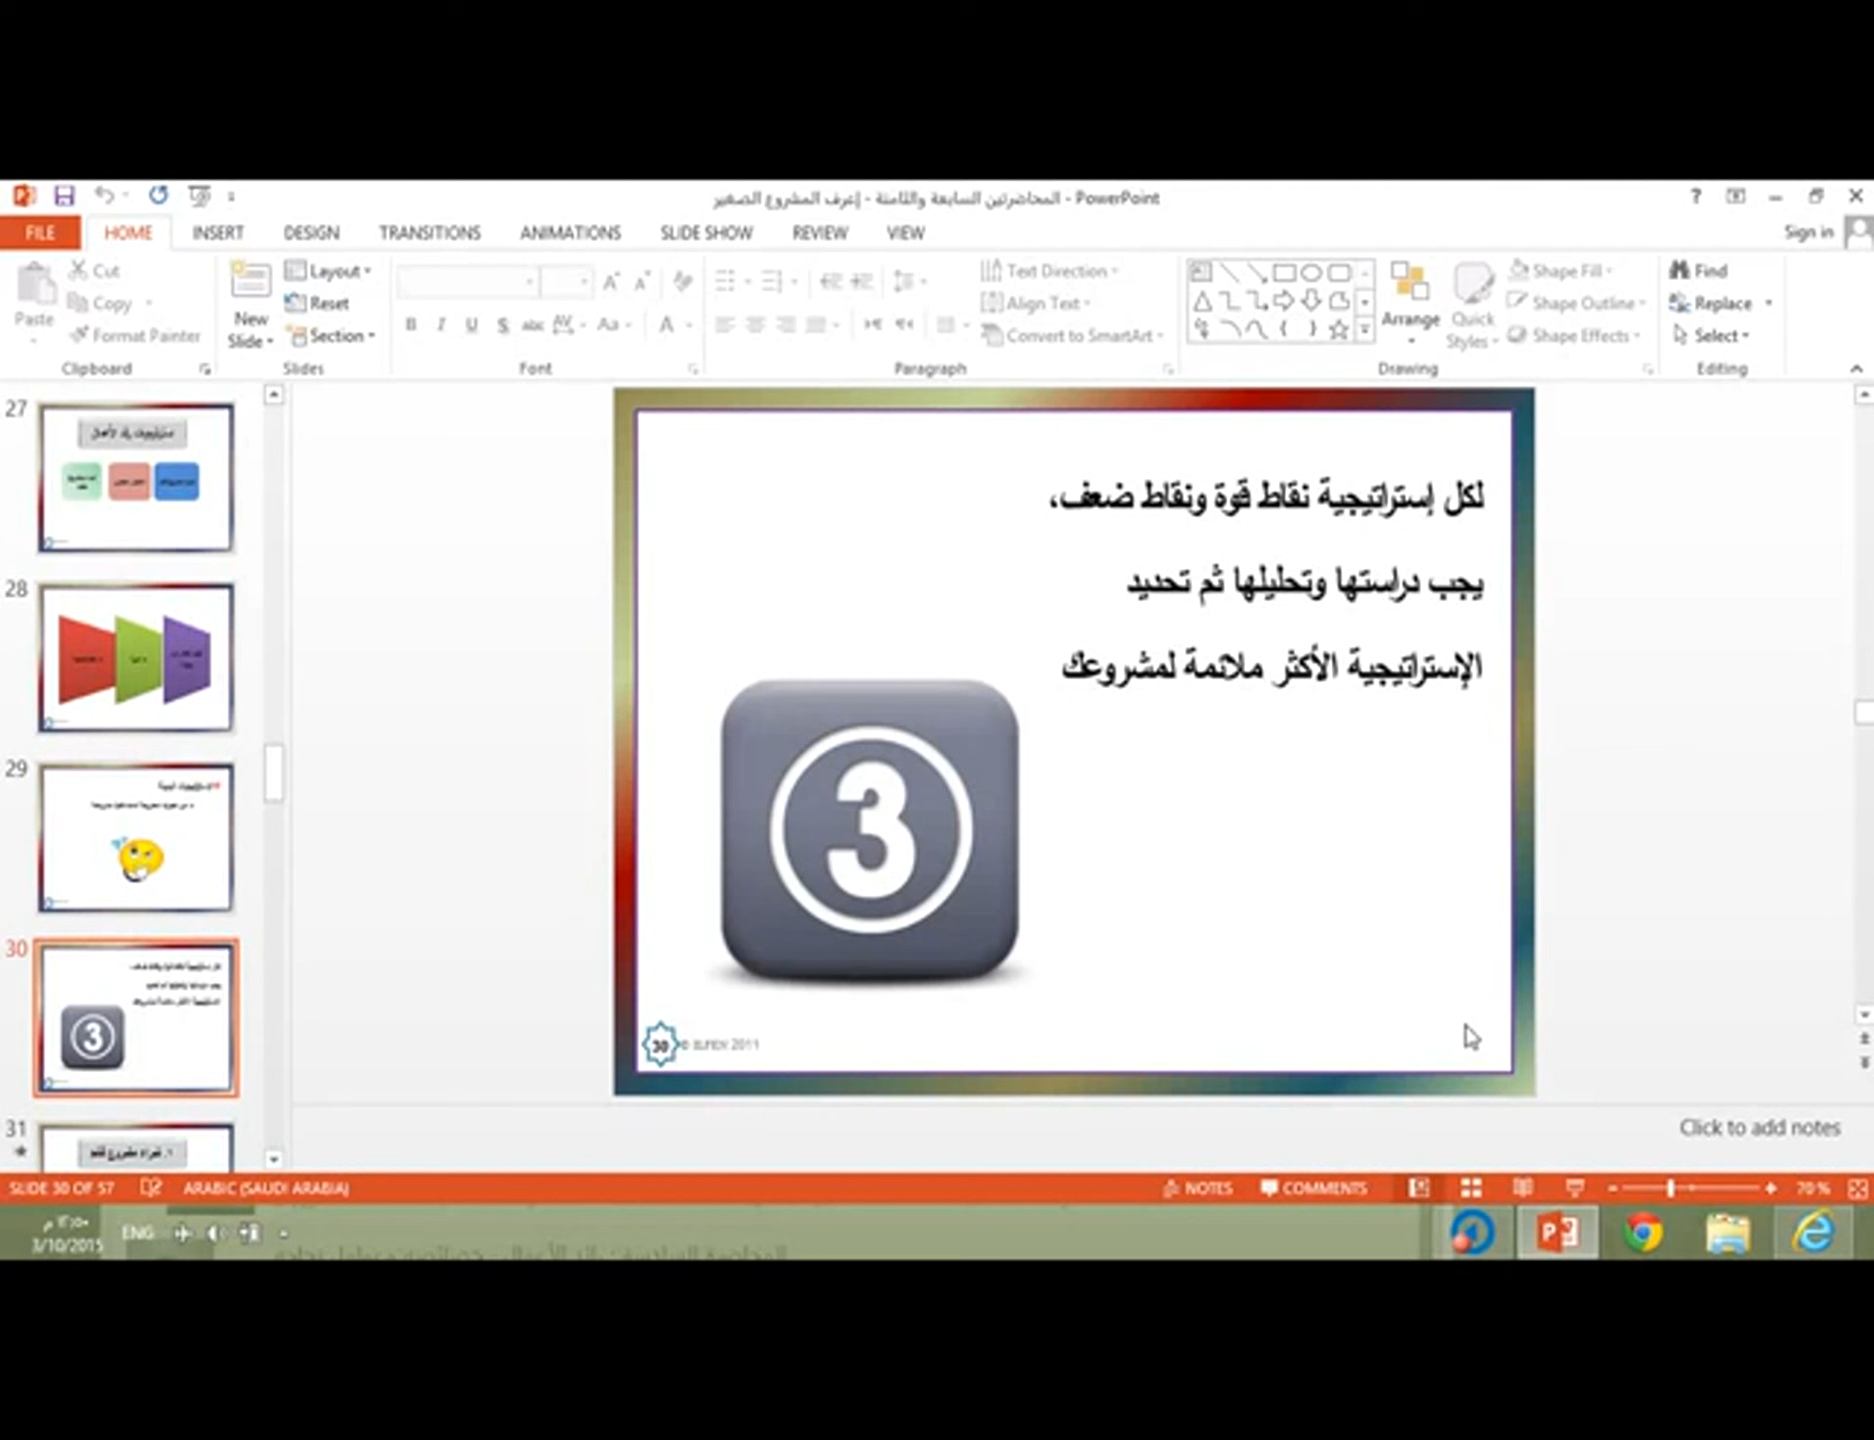 المحاضرتين السابعة والثامنة - إعرف المشروع الصغير - PowerPoint
FILE HOME INSERT DESIGN TRANSITIONS ANIMATIONS SLIDE SHOW REVIEW VIEW Sign in
Paste
Cut
Copy
Format Painter
Clipboard
New Slide
Layout
Reset
Section
Slides
Font
Text Direction
Align Text
Convert to SmartArt
Paragraph
Arrange
Quick Styles
Shape Fill
Shape Outline
Shape Effects
Drawing
Find
Replace
Select
Editing
27
28
29
30
3
31
لكل إستراتيجية نقاط قوة ونقاط ضعف،
يجب دراستها وتحليلها ثم تحديد
الإستراتيجية الأكثر ملائمة لمشروعك
3
30
2011
Click to add notes
SLIDE 30 OF 57 ARABIC (SAUDI ARABIA) NOTES COMMENTS 70 %
ENG
3/10/2015